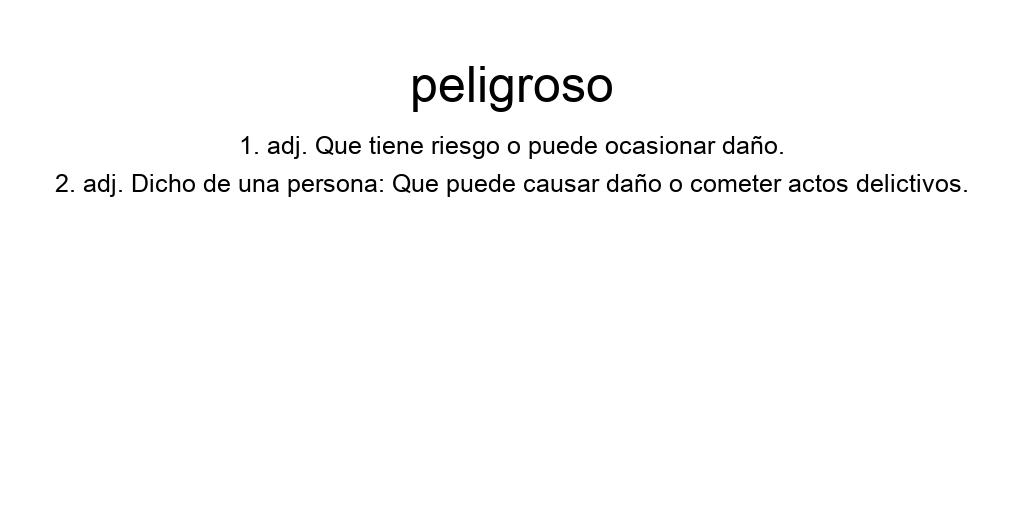 peligroso
1. adj. Que tiene riesgo o puede ocasionar daño.
2. adj. Dicho de una persona: Que puede causar daño o cometer actos delictivos.